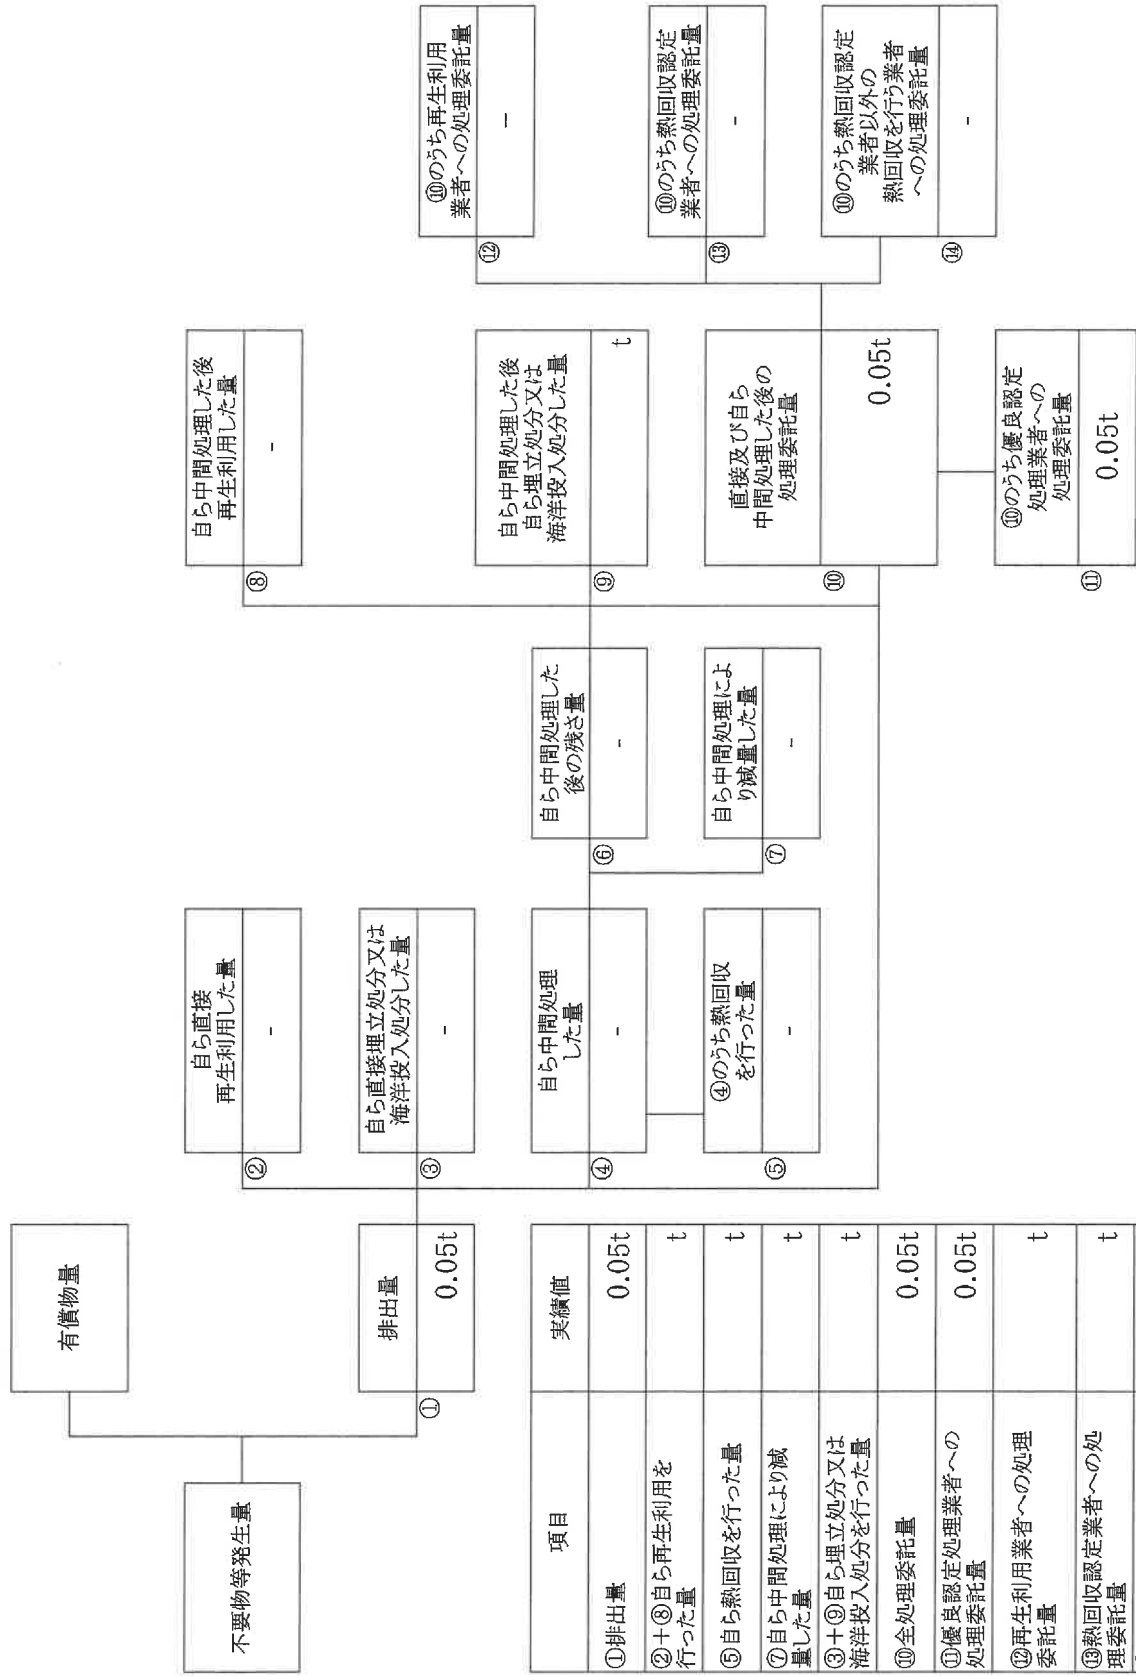 不要物等発生量
有償物量
①
排出量
0.05t
②
自ら直接
再生利用した量
-
③
自ら直接埋立処分又は
海洋投入処分した量
-
④
自ら中間処理
した量
-
⑤
④のうち熱回収
を行った量
-
⑥
自ら中間処理した
後の残さ量
-
⑦
自ら中間処理によ
り減量した量
-
⑧
自ら中間処理した後
再生利用した量
-
⑨
自ら中間処理した後
自ら埋立処分又は
海洋投入処分した量
t
⑩
直接及び自ら
中間処理した後の
処理委託量
0.05t
⑪
⑩のうち優良認定
処理業者への
処理委託量
0.05t
⑫
⑩のうち再生利用
業者への処理委託量
-
⑬
⑩のうち熱回収認定
業者への処理委託量
-
⑭
⑩のうち熱回収認定
業者以外の
熱回収を行う業者
への処理委託量
-
項目 実績値
①排出量 0.05t
②+⑧自ら再生利用を
行った量 t
⑤自ら熱回収を行った量 t
⑦自ら中間処理により減
量した量 t
③+⑨自ら埋立処分又は
海洋投入処分を行った量 t
⑩全処理委託量 0.05t
⑪優良認定処理業者への
処理委託量 0.05t
⑫再生利用業者への処理
委託量 t
⑬熱回収認定業者への処
理委託量 t